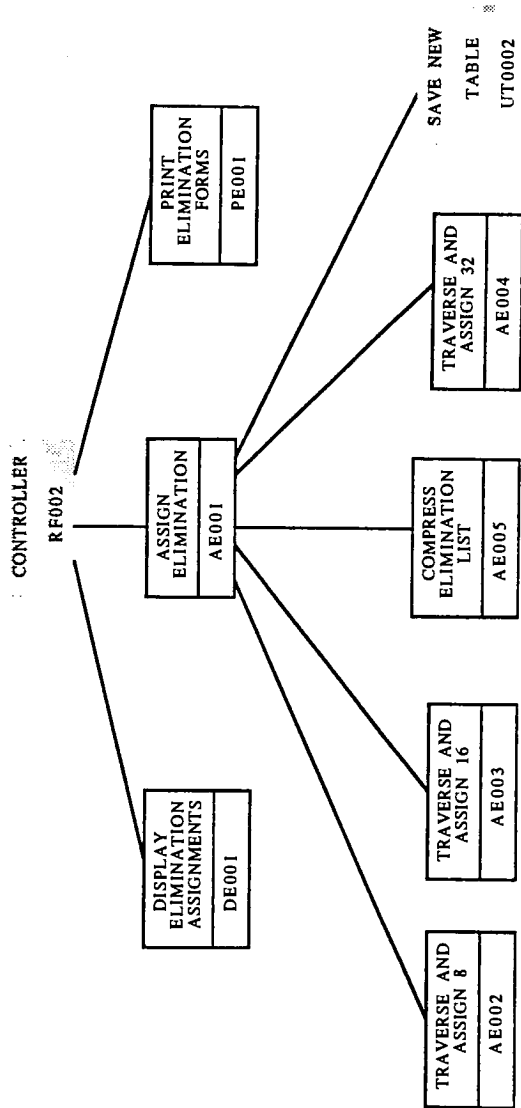 CONTROLLER
RF002
DISPLAY
ELIMINATION
ASSIGNMENTS
DE001
ASSIGN
ELIMINATION
AE001
PRINT
ELIMINATION
FORMS
PE001
TRAVERSE AND
ASSIGN 8
AE002
TRAVERSE AND
ASSIGN 16
AE003
COMPRESS
ELIMINATION
LIST
AE005
TRAVERSE AND
ASSIGN 32
AE004
SAVE NEW
TABLE
UT0002